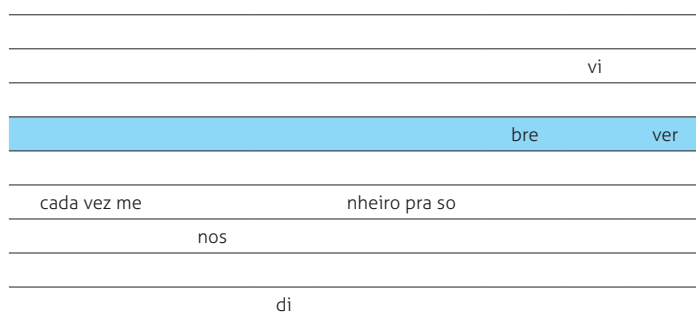 vi
bre ver
cada vez me nheiro pra so
nos
di